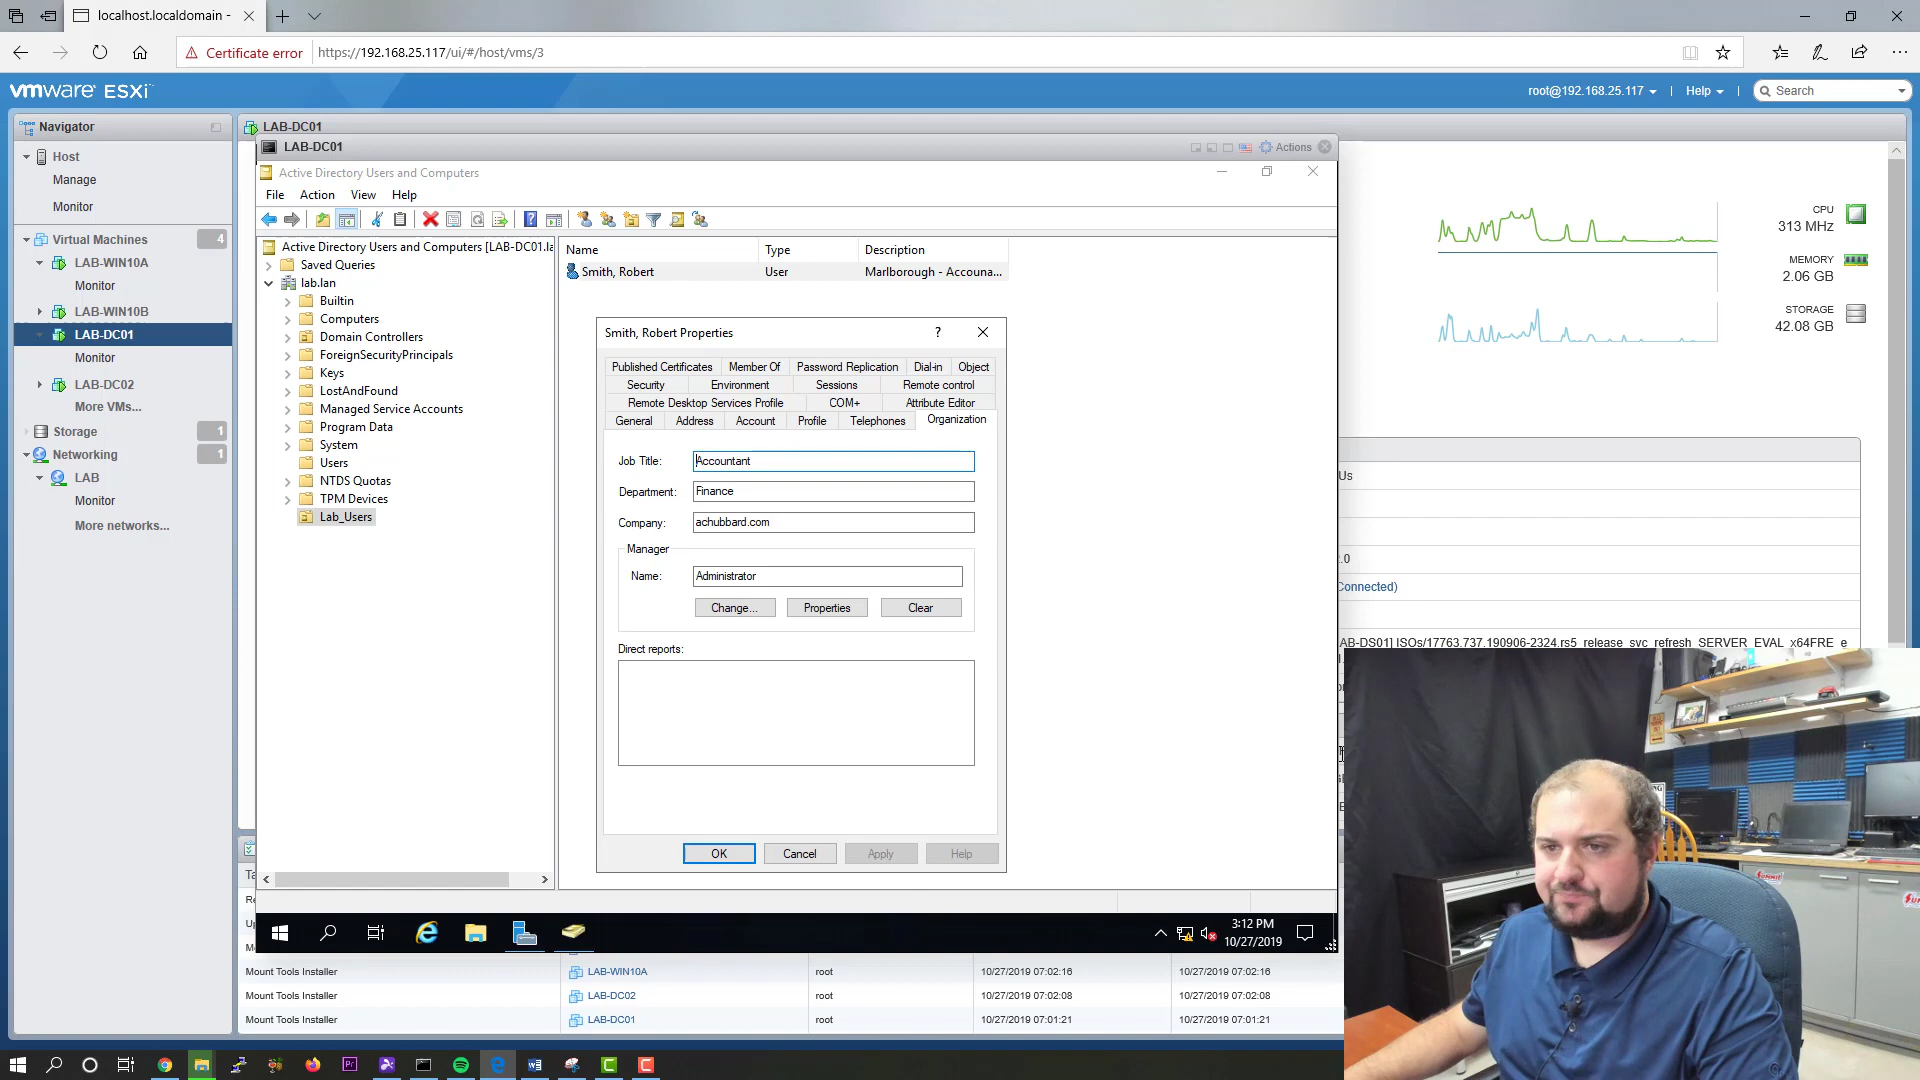 localhost.localdomain -
Certificate error
https://192.168.25.117/ui/#/host/vms/3
vmware ESXi
root@192.168.25.117
Help
Search
Navigator
Host
Manage
Monitor
Virtual Machines 4
LAB-WIN10A
Monitor
LAB-WIN10B
LAB-DC01
Monitor
LAB-DC02
More VMs...
Storage 1
Networking 1
LAB
Monitor
More networks...
LAB-DC01
LAB-DC01
Actions
Active Directory Users and Computers
File Action View Help
Active Directory Users and Computers [LAB-DC01.la
Saved Queries
lab.lan
Builtin
Computers
Domain Controllers
ForeignSecurityPrincipals
Keys
LostAndFound
Managed Service Accounts
Program Data
System
Users
NTDS Quotas
TPM Devices
Lab_Users
Name Type Description
Smith, Robert User Marlborough - Accouna...
Smith, Robert Properties ?
Published Certificates Member Of Password Replication Dial-in Object
Security Environment Sessions Remote control
Remote Desktop Services Profile COM+ Attribute Editor
General Address Account Profile Telephones Organization
Job Title: Accountant
Department: Finance
Company: achubbard.com
Manager
Name: Administrator
Change... Properties Clear
Direct reports:
OK Cancel Apply Help
3:12 PM
10/27/2019
CPU
313 MHz
MEMORY
2.06 GB
STORAGE
42.08 GB
Us
.0
Connected)
AB-DS01] ISOs/17763.737.190906-2324.rs5_release_svc_refresh_SERVER_EVAL_x64FRE_e
Mount Tools Installer LAB-WIN10A root 10/27/2019 07:02:16 10/27/2019 07:02:16
Mount Tools Installer LAB-DC02 root 10/27/2019 07:02:08 10/27/2019 07:02:08
Mount Tools Installer LAB-DC01 root 10/27/2019 07:01:21 10/27/2019 07:01:21